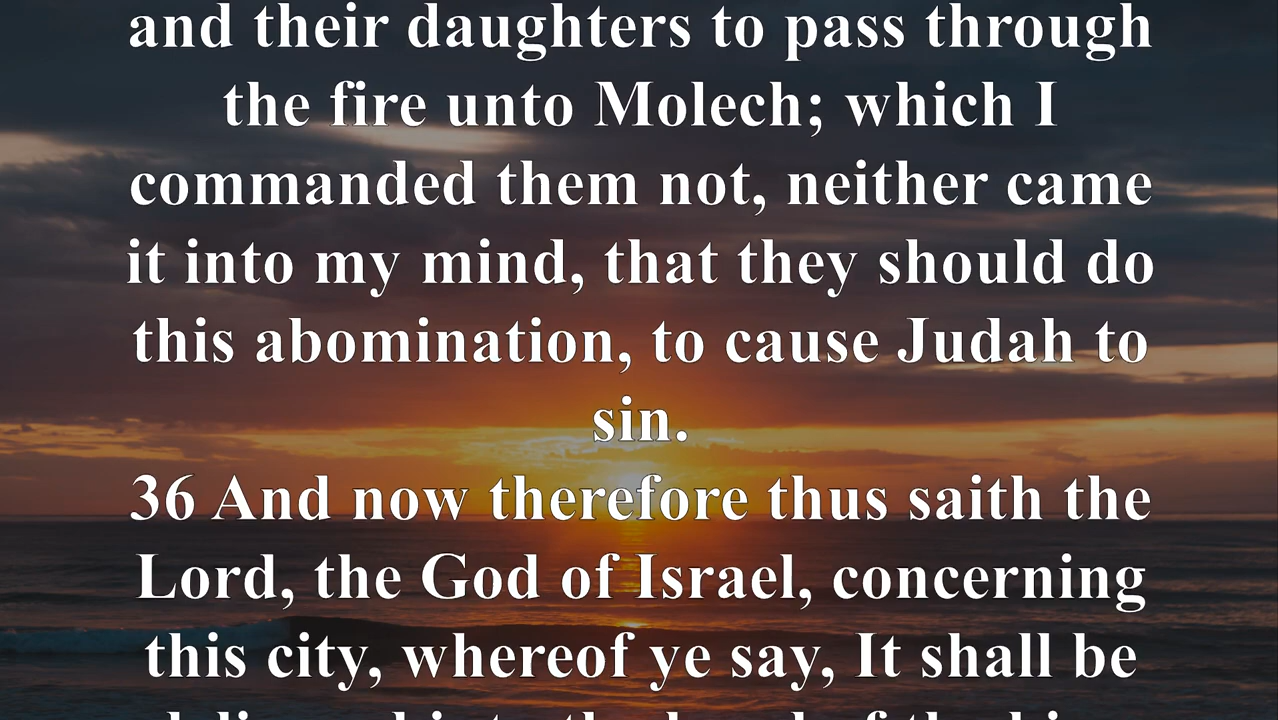 and their daughters to pass through
the fire unto Molech; which I
commanded them not, neither came
it into my mind, that they should do
this abomination, to cause Judah to
sin.
36 And now therefore thus saith the
Lord, the God of Israel, concerning
this city, whereof ye say, It shall be